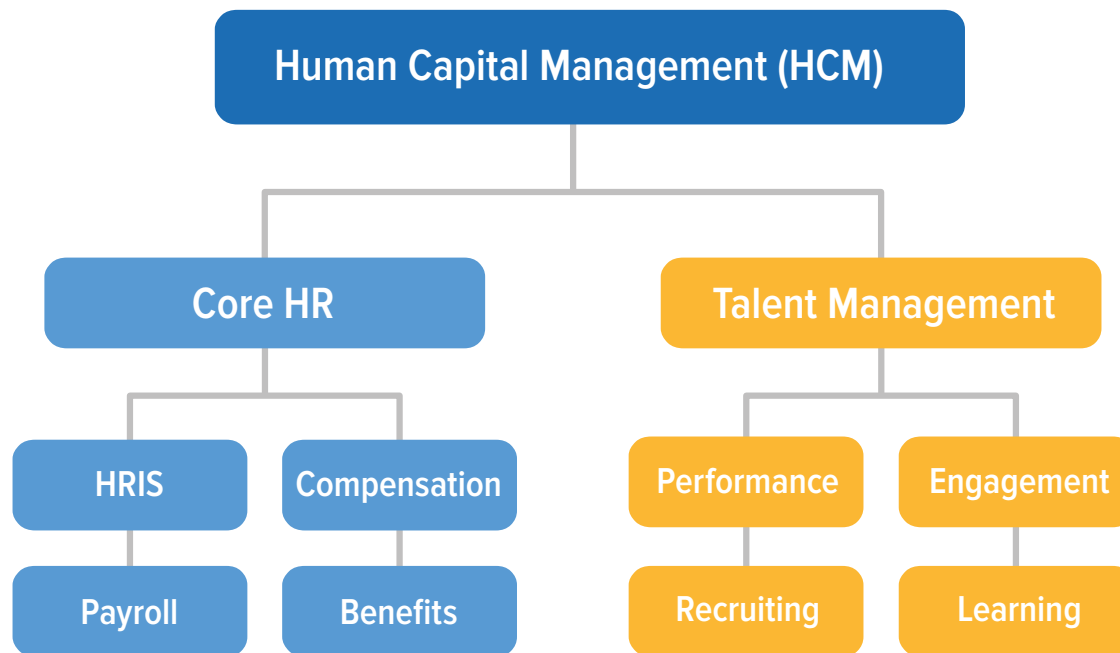 Human Capital Management (HCM)
Core HR
Talent Management
HRIS
Compensation
Performance
Engagement
Payroll
Benefits
Recruiting
Learning